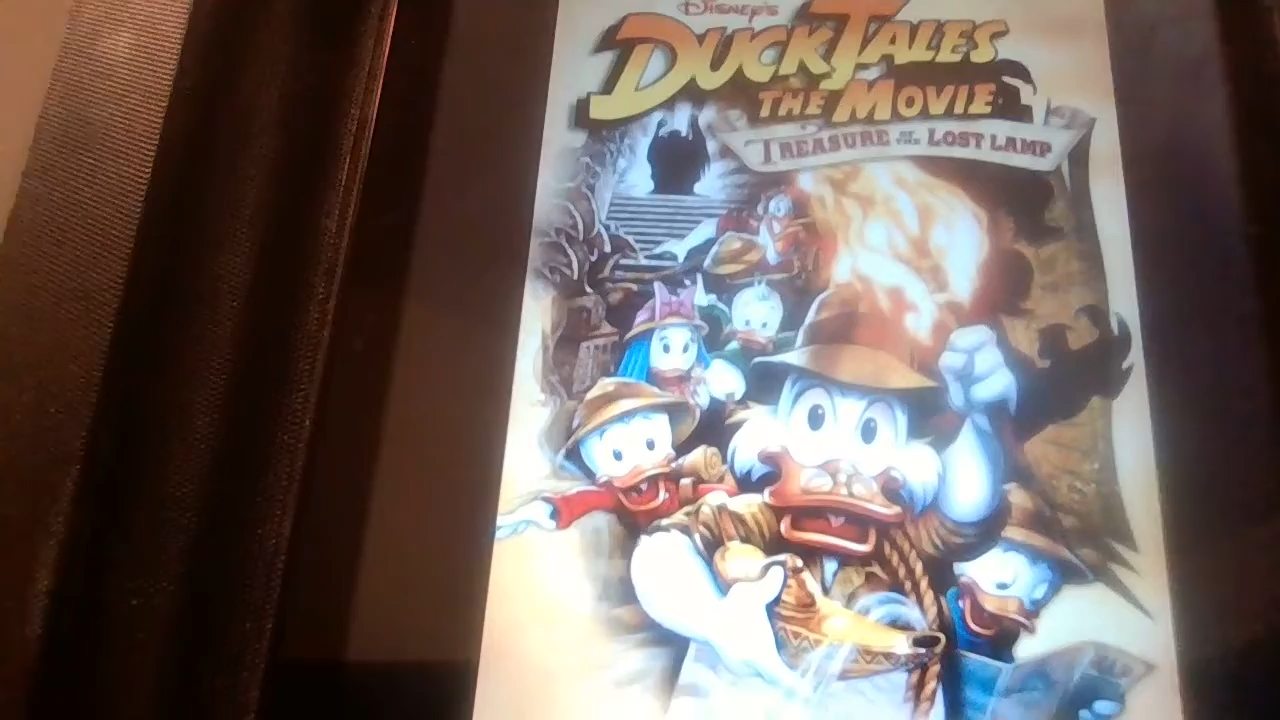 DISNEY'S
DUCKTALES
THE MOVIE
TREASURE OF THE LOST LAMP